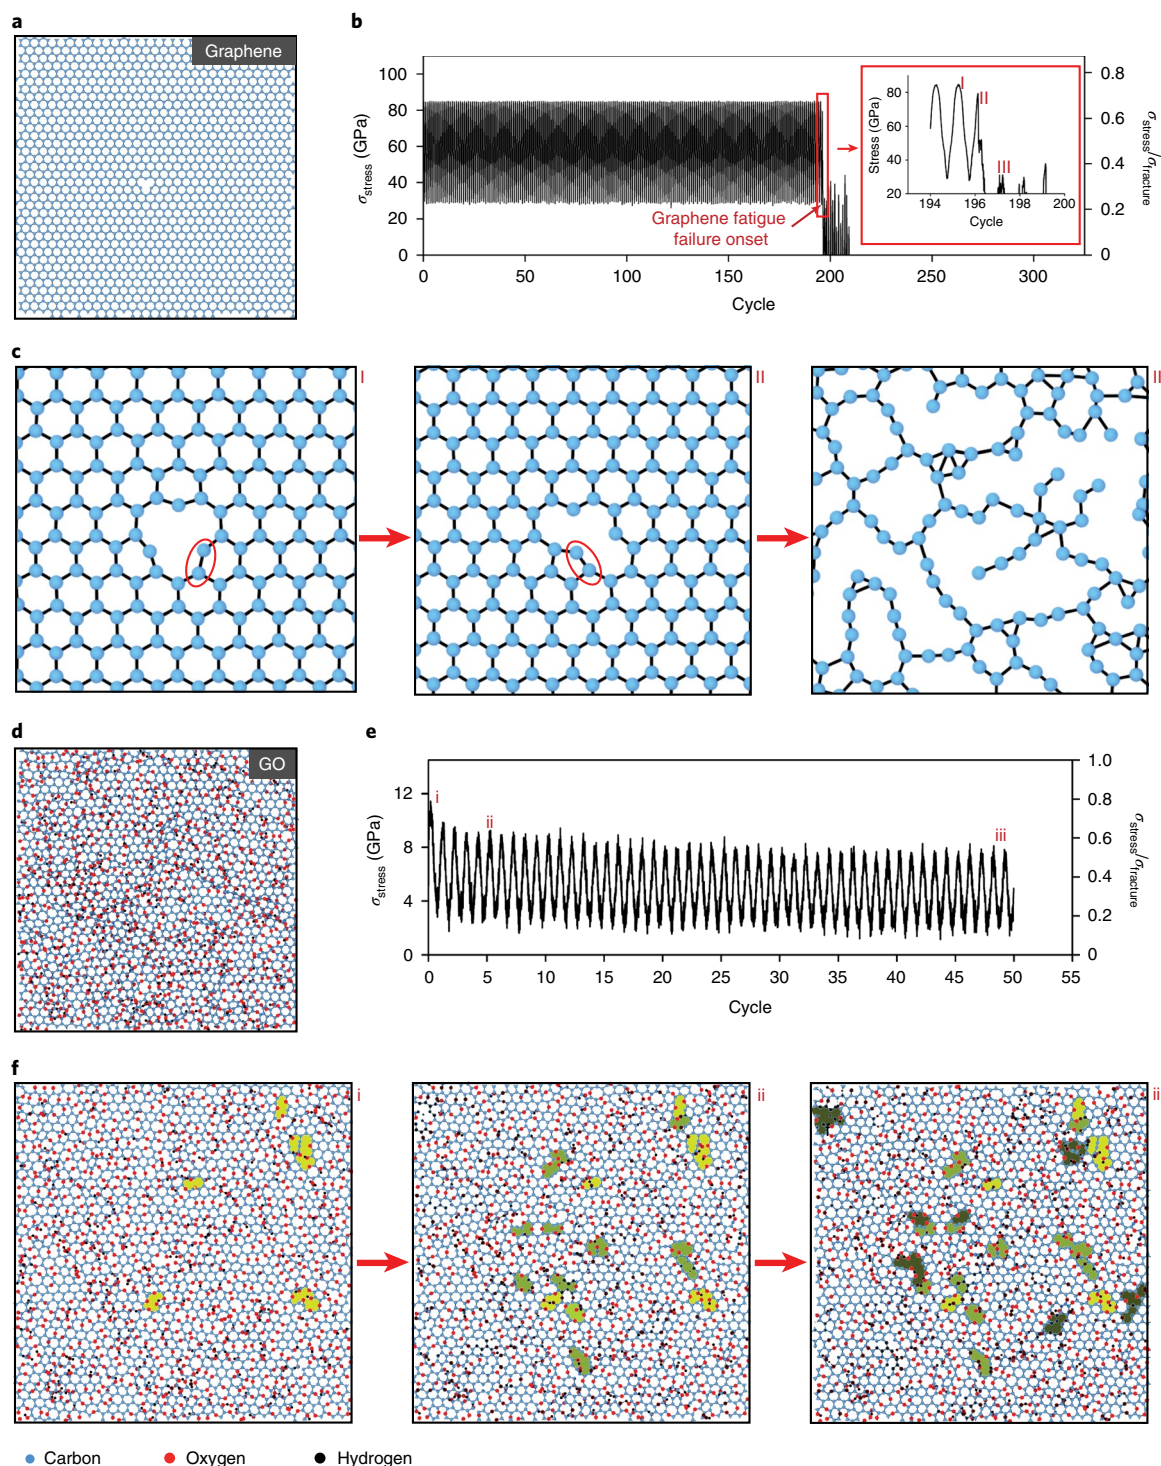 a
Graphene
b
100
80
60
40
20
0
σstress (GPa)
0
50
100
150
200
250
300
Cycle
0.8
0.6
0.4
0.2
0
σstress/σfracture
Graphene fatigue
failure onset
80
60
40
20
Stress (GPa)
I
II
III
194
196
198
200
Cycle
c
I
II
II
d
GO
e
12
8
4
0
σstress (GPa)
i
ii
iii
0
5
10
15
20
25
30
35
40
45
50
55
Cycle
1.0
0.8
0.6
0.4
0.2
0
σstress/σfracture
f
i
ii
ii
Carbon
Oxygen
Hydrogen